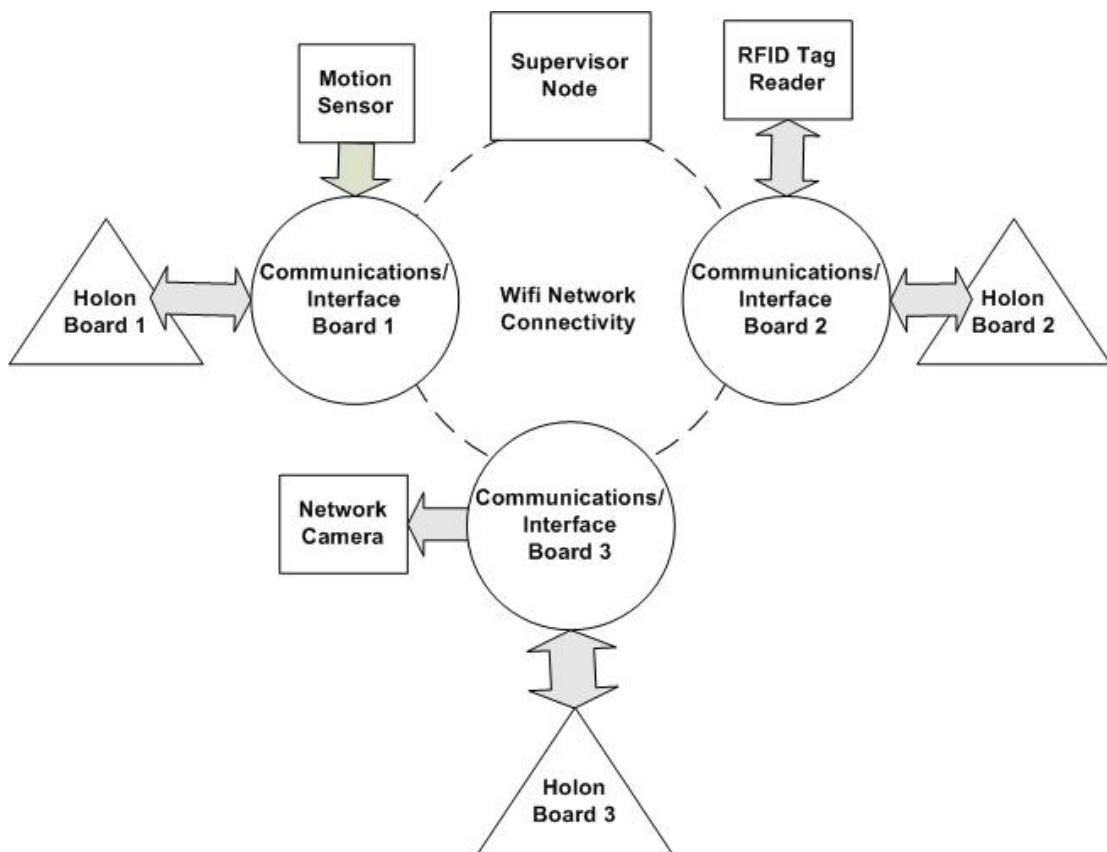 Motion
Sensor
Supervisor
Node
RFID Tag
Reader
Holon
Board 1
Communications/
Interface
Board 1
Wifi Network
Connectivity
Communications/
Interface
Board 2
Holon
Board 2
Network
Camera
Communications/
Interface
Board 3
Holon
Board 3